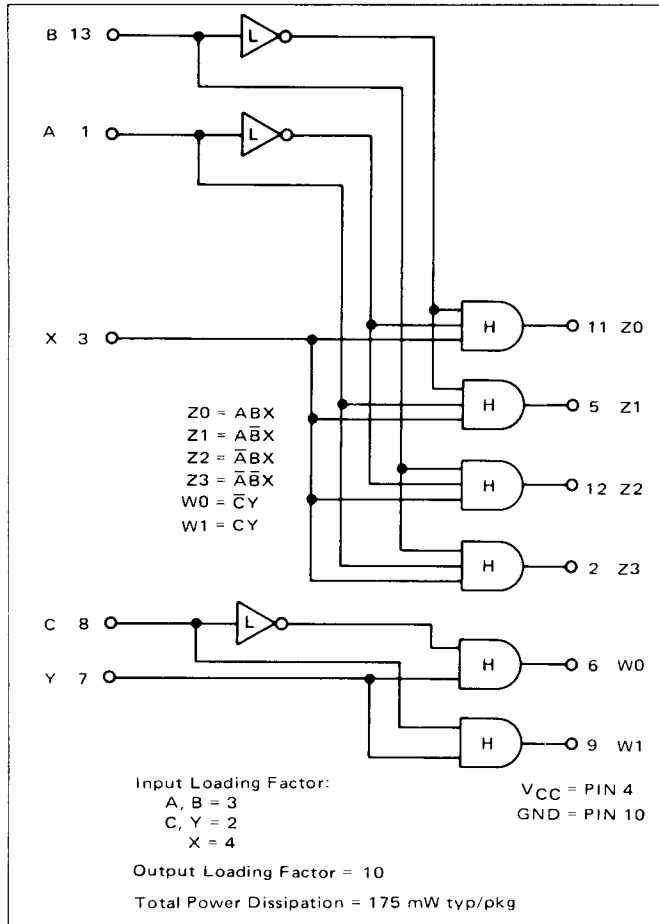 B 13
L
A 1
L
X 3
H
11 Z0
H
5 Z1
Z0 = ABX
Z1 = AB̅X
Z2 = A̅BX
Z3 = A̅B̅X
W0 = C̅Y
W1 = CY
H
12 Z2
H
2 Z3
C 8
L
Y 7
H
6 W0
H
9 W1
Input Loading Factor:
A, B = 3
C, Y = 2
X = 4
VCC = PIN 4
GND = PIN 10
Output Loading Factor = 10
Total Power Dissipation = 175 mW typ/pkg